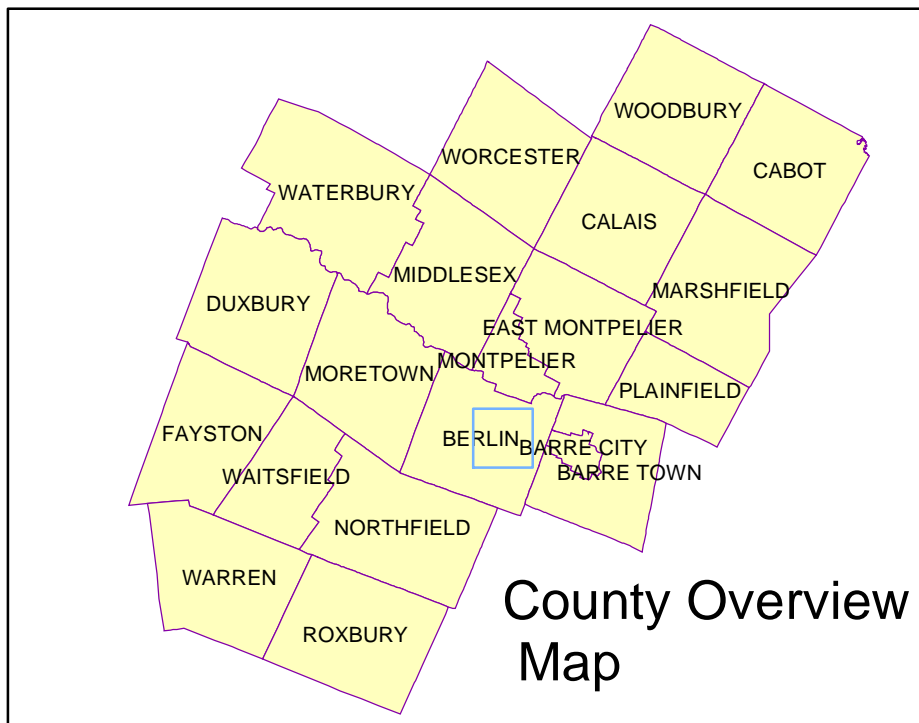 WOODBURY
WORCESTER
CABOT
WATERBURY
CALAIS
MIDDLESEX
MARSHFIELD
DUXBURY
EAST MONTPELIER
MONTPELIER
MORETOWN
PLAINFIELD
FAYSTON
BERLIN
BARRE CITY
WAITSFIELD
BARRE TOWN
NORTHFIELD
WARREN
ROXBURY
County Overview
Map